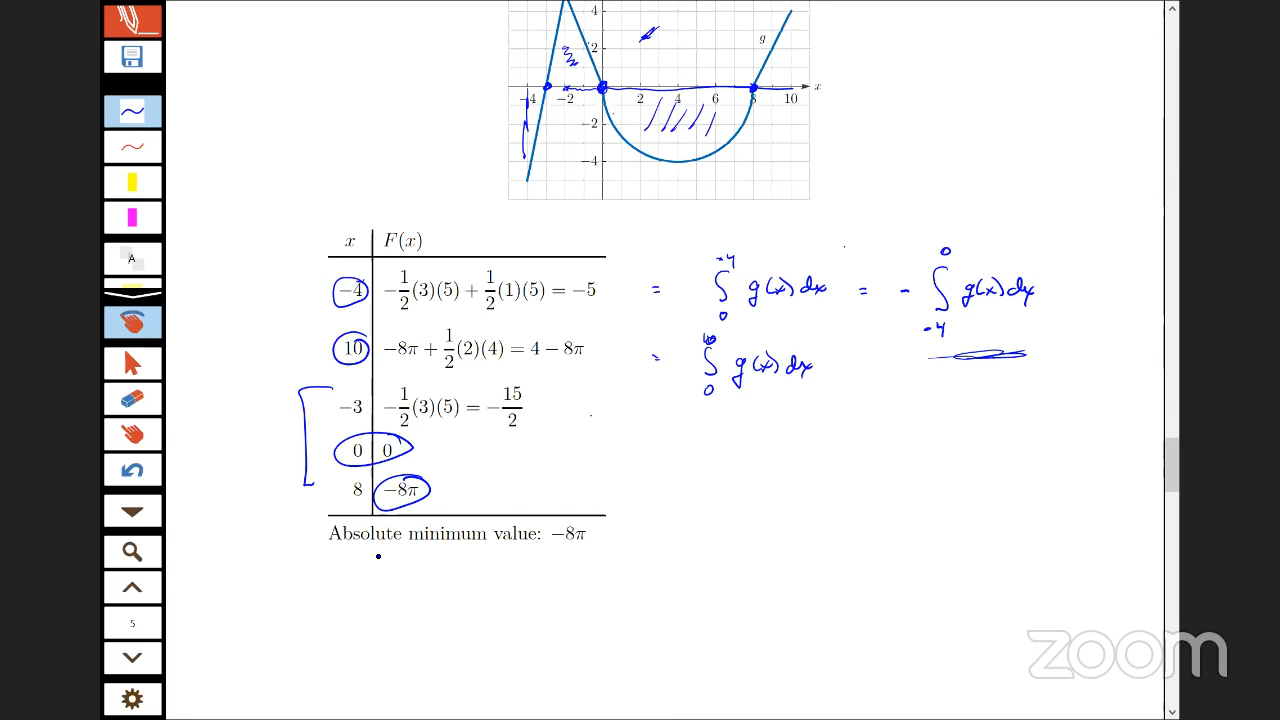 4
2
g
x
−4 −2 2 4 6 8 10
−2
−4
x F(x)
−4 −1/2(3)(5) + 1/2(1)(5) = −5 = ∫_0^{-4} g(x) dx = - ∫_{-4}^0 g(x) dx
10 −8π + 1/2(2)(4) = 4 − 8π = ∫_0^{10} g(x) dx
−3 −1/2(3)(5) = −15/2
0 0
8 −8π
Absolute minimum value: −8π
A
5
zoom